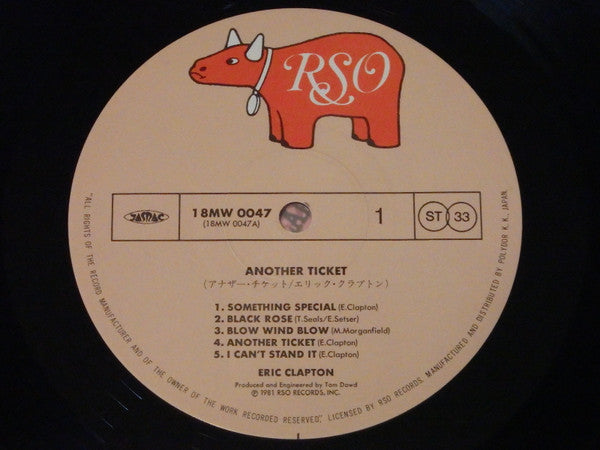 RSO
JASRAC
18MW 0047
(18MW 0047A)
1
ST 33
ANOTHER TICKET
(アナザー・チケット/エリック・クラプトン)
1. SOMETHING SPECIAL (E.Clapton)
2. BLACK ROSE (T.Seals/E.Setser)
3. BLOW WIND BLOW (M.Morganfield)
4. ANOTHER TICKET (E.Clapton)
5. I CAN'T STAND IT (E.Clapton)
ERIC CLAPTON
Produced and Engineered by Tom Dowd
℗ 1981 RSO RECORDS, INC.
"ALL RIGHTS OF THE RECORD MANUFACTURER AND OF THE OWNER OF THE WORK RECORDED RESERVED," LICENSED BY RSO RECORDS, MANUFACTURED AND DISTRIBUTED BY POLYDOR K. K., JAPAN